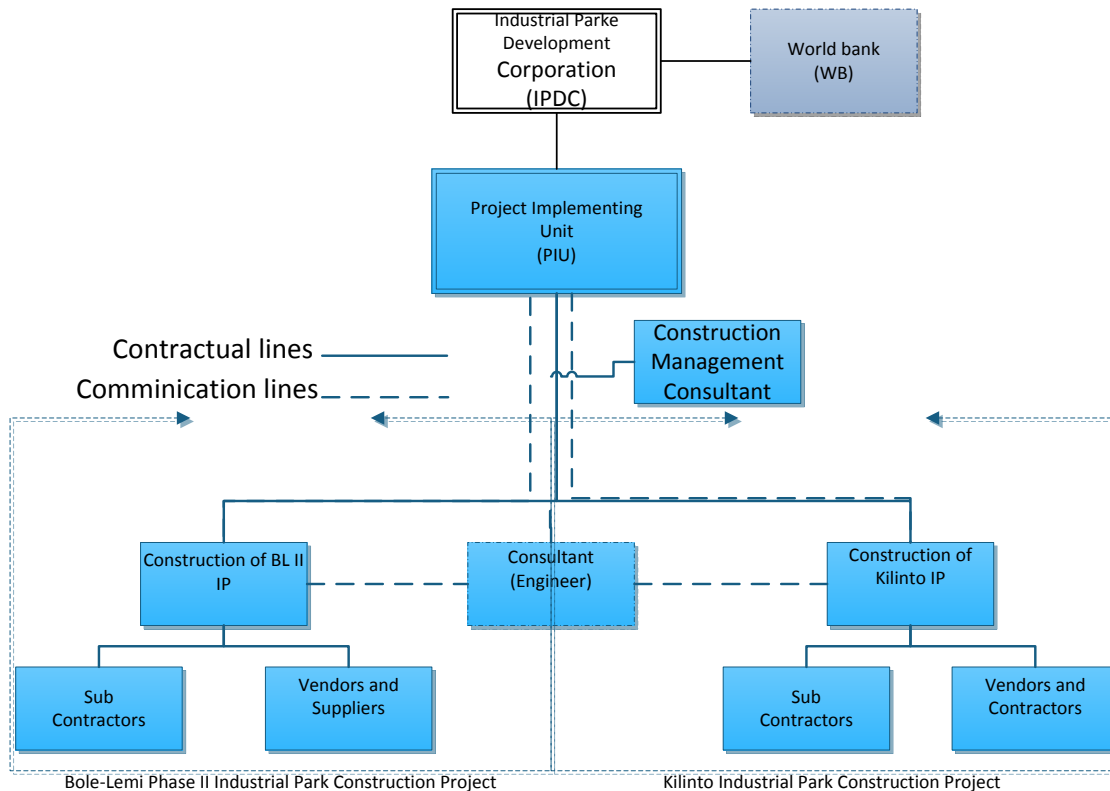 Industrial Parke
Development
Corporation
(IPDC)
World bank
(WB)
Project Implementing
Unit
(PIU)
Construction
Management
Consultant
Contractual lines
Comminication lines
Construction of BL II
IP
Consultant
(Engineer)
Construction of
Kilinto IP
Sub
Contractors
Vendors and
Suppliers
Sub
Contractors
Vendors and
Contractors
Bole-Lemi Phase II Industrial Park Construction Project
Kilinto Industrial Park Construction Project